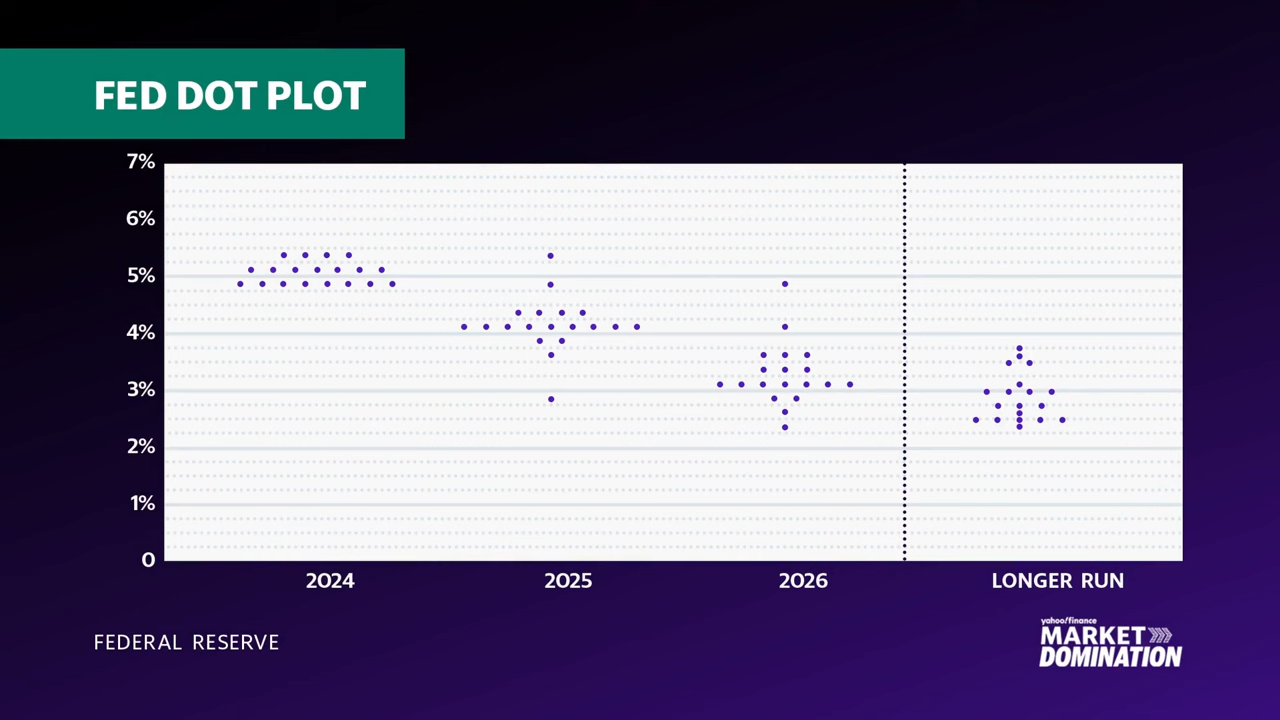 FED DOT PLOT
7%
6%
5%
4%
3%
2%
1%
0
2024
2025
2026
LONGER RUN
FEDERAL RESERVE
yahoo!finance
MARKET
DOMINATION